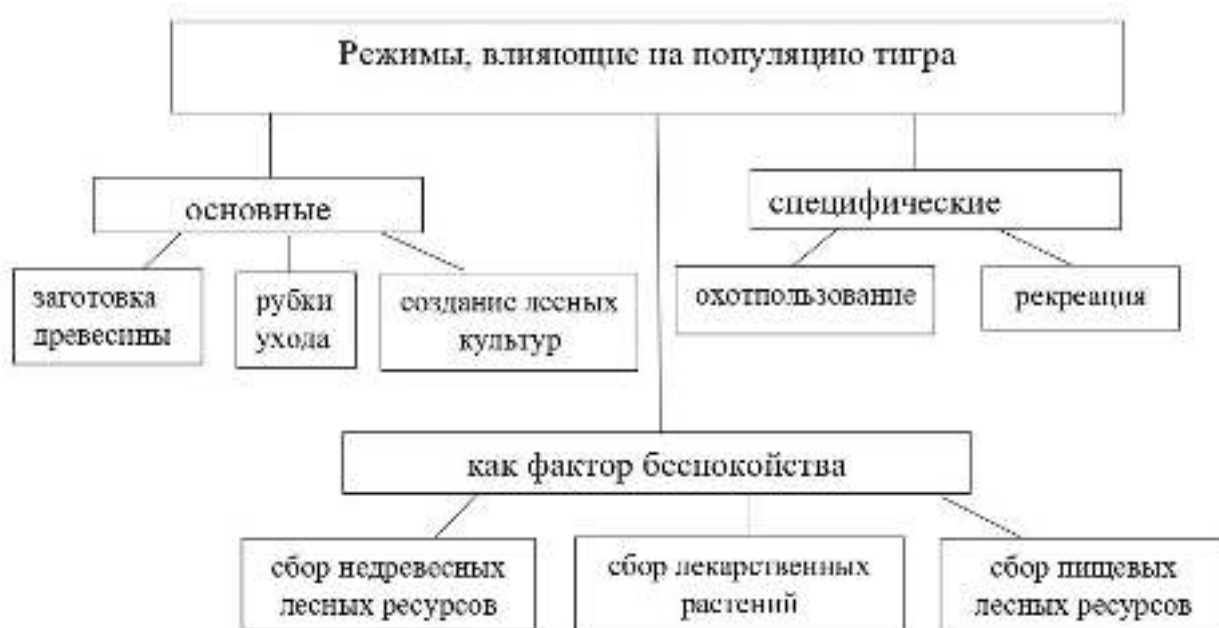 Режимы, влияющие на популяцию тигра
основные
специфические
заготовка
древесины
рубки
ухода
создание лесных
культур
охотпользование
рекреация
как фактор беспокойства
сбор недревесных
лесных ресурсов
сбор лекарственных
растений
сбор пищевых
лесных ресурсов